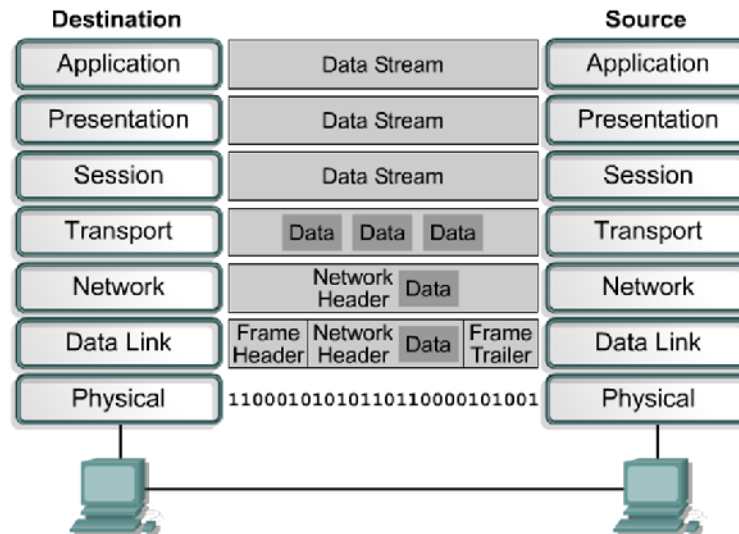 Destination
Source
Application
Data Stream
Application
Presentation
Data Stream
Presentation
Session
Data Stream
Session
Transport
Data Data Data
Transport
Network
Network
Header Data
Network
Data Link
Frame
Header
Network
Header
Data
Frame
Trailer
Data Link
Physical
1100010101011011000010100​1
Physical